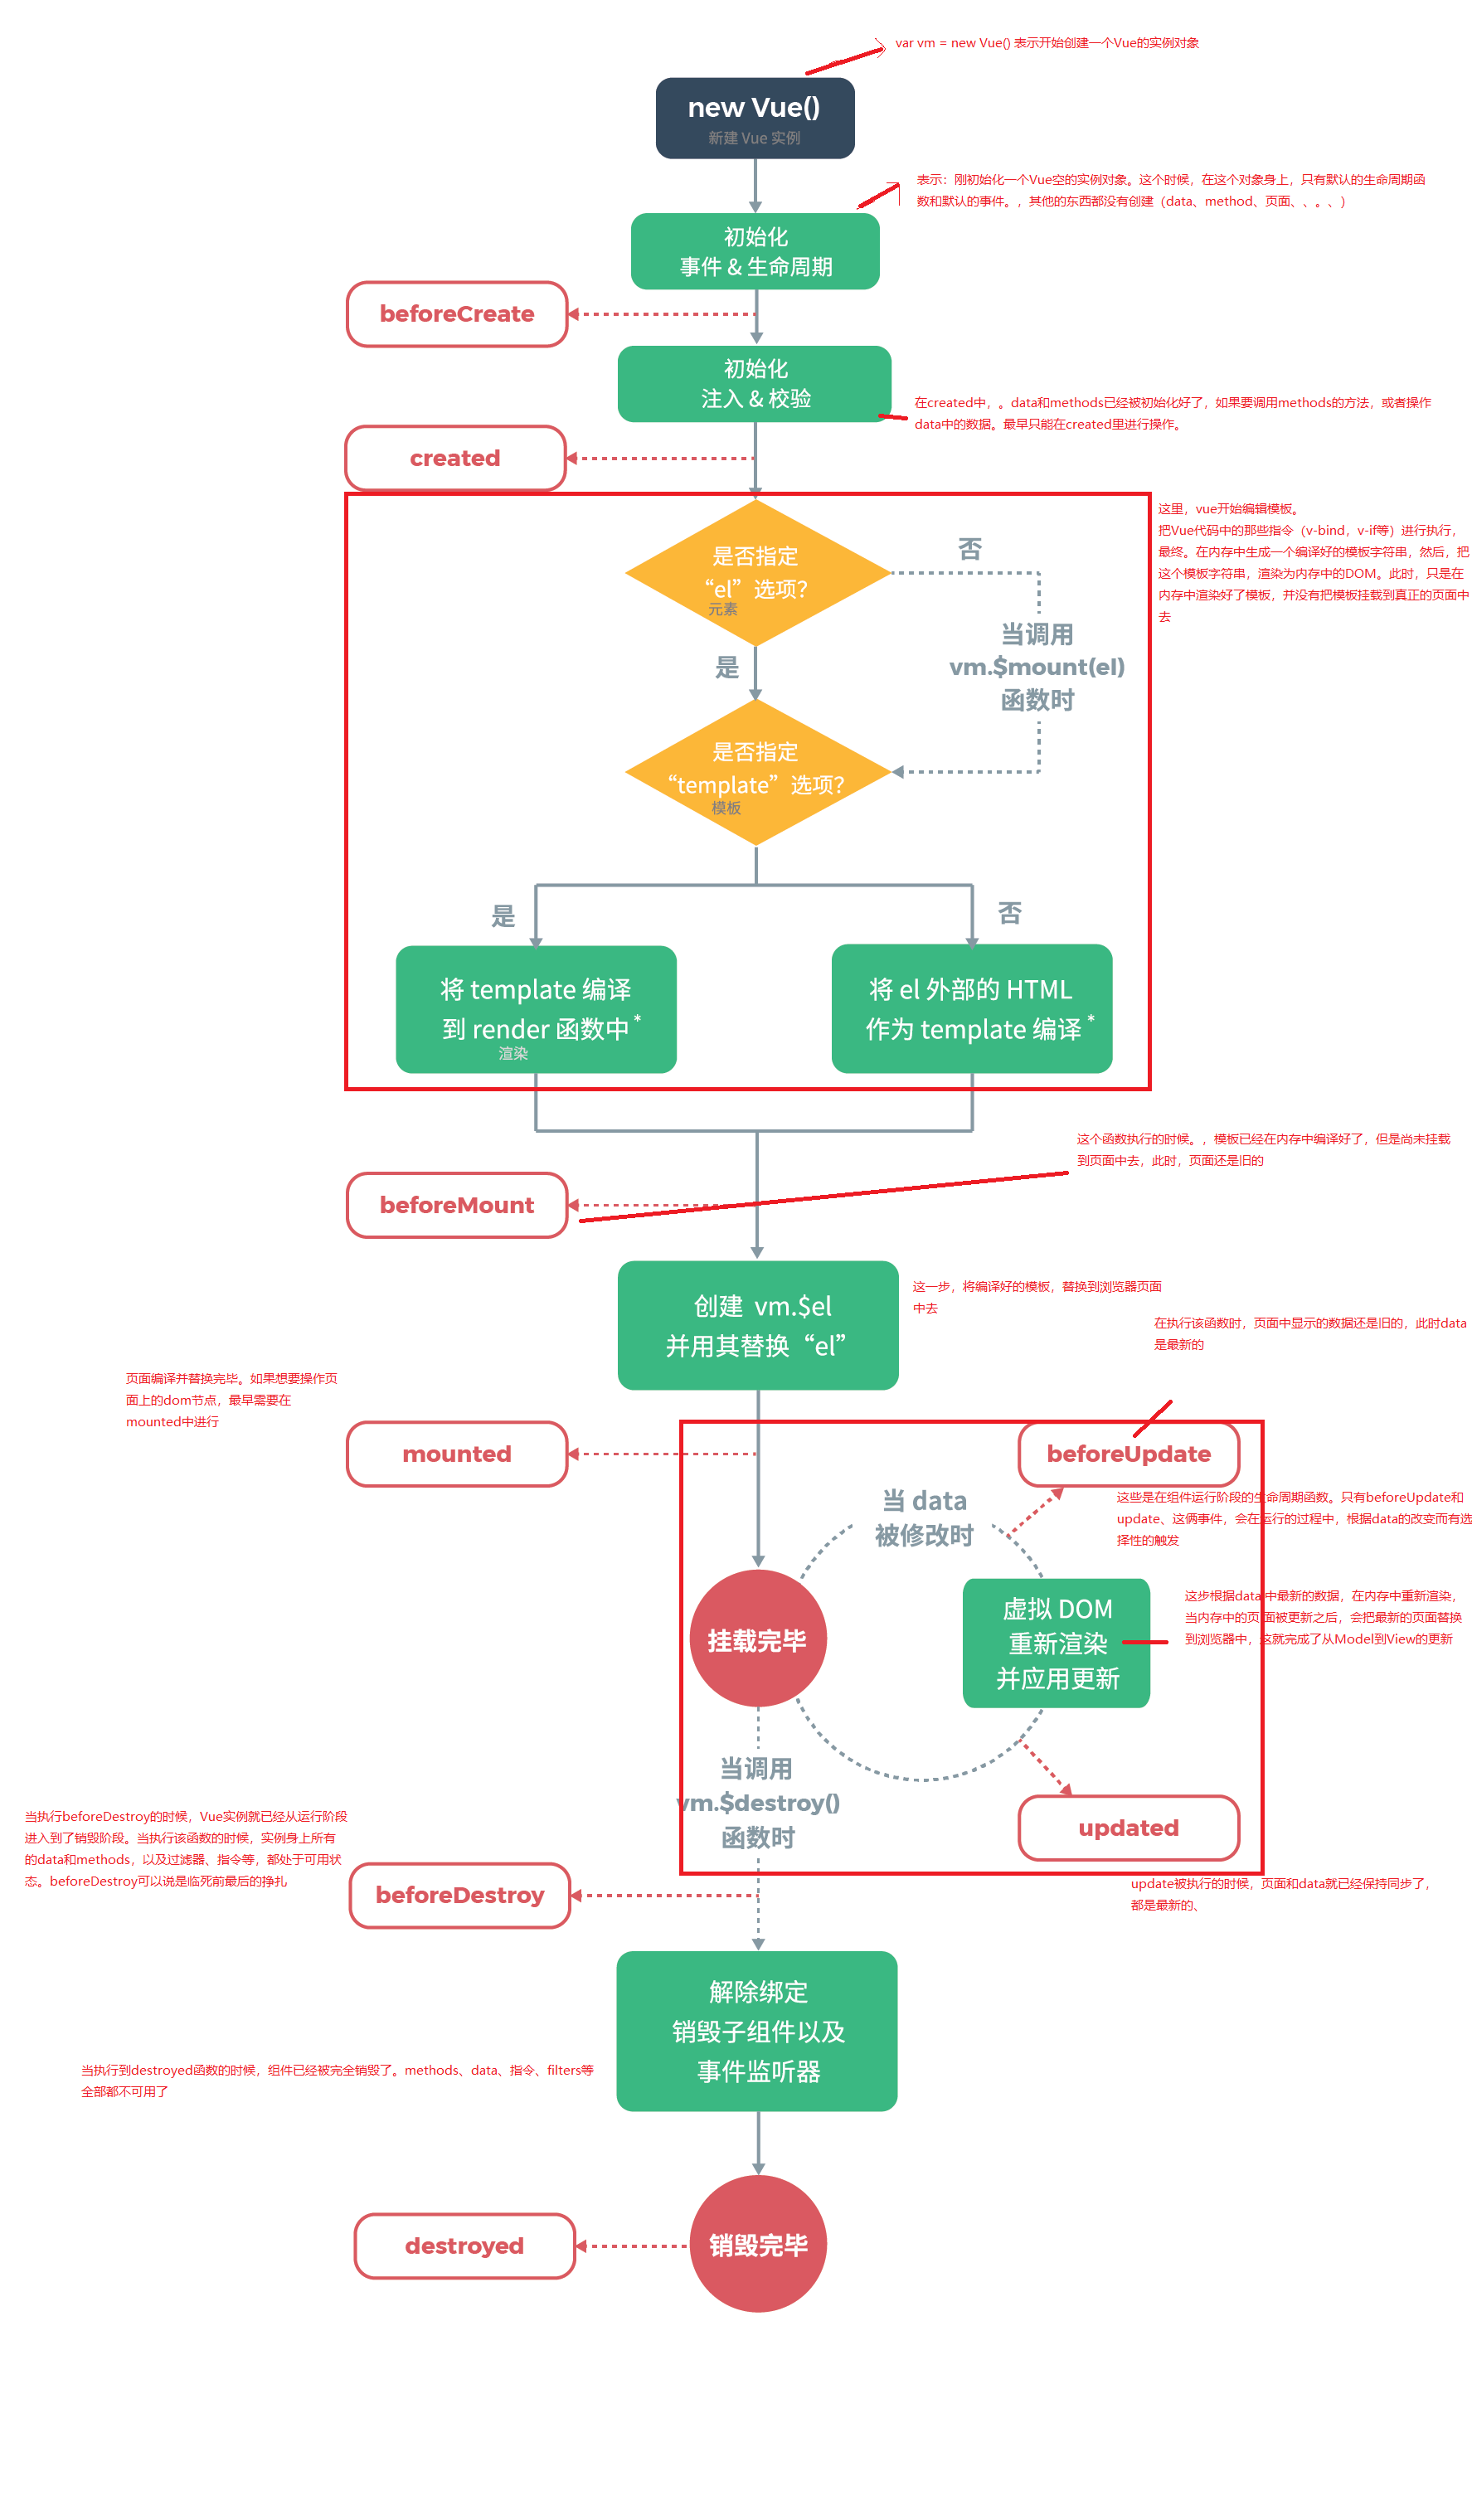 var vm = new Vue() 表示开始创建一个Vue的实例对象
new Vue()
新建 Vue 实例
表示：刚初始化一个Vue空的实例对象。这个时候，在这个对象身上，只有默认的生命周期函
数和默认的事件。，其他的东西都没有创建（data、method、页面、、。、）
初始化
事件 & 生命周期
beforeCreate
初始化
注入 & 校验
在created中，。data和methods已经被初始化好了，如果要调用methods的方法，或者操作
data中的数据。最早只能在created里进行操作。
created
这里，vue开始编辑模板。
把Vue代码中的那些指令（v-bind，v-if等）进行执行，
最终。在内存中生成一个编译好的模板字符串，然后，把
这个模板字符串，渲染为内存中的DOM。此时，只是在
内存中渲染好了模板，并没有把模板挂载到真正的页面中
去
是否指定
“el”选项？
元素
否
当调用
vm.$mount(el)
函数时
是
是否指定
“template”选项？
模板
是
否
将 template 编译
到 render 函数中*
渲染
将 el 外部的 HTML
作为 template 编译*
这个函数执行的时候。，模板已经在内存中编译好了，但是尚未挂载
到页面中去，此时，页面还是旧的
beforeMount
创建 vm.$el
并用其替换“el”
这一步，将编译好的模板，替换到浏览器页面
中去
在执行该函数时，页面中显示的数据还是旧的，此时data
是最新的
页面编译并替换完毕。如果想要操作页
面上的dom节点，最早需要在
mounted中进行
mounted
beforeUpdate
当 data
被修改时
这些是在组件运行阶段的生命周期函数。只有beforeUpdate和
update、这俩事件，会在运行的过程中，根据data的改变而有选
择性的触发
挂载完毕
虚拟 DOM
重新渲染
并应用更新
这步根据data中最新的数据，在内存中重新渲染，
当内存中的页面被更新之后，会把最新的页面替换
到浏览器中，这就完成了从Model到View的更新
当调用
vm.$destroy()
函数时
updated
当执行beforeDestroy的时候，Vue实例就已经从运行阶段
进入到了销毁阶段。当执行该函数的时候，实例身上所有
的data和methods，以及过滤器、指令等，都处于可用状
态。beforeDestroy可以说是临死前最后的挣扎
beforeDestroy
update被执行的时候，页面和data就已经保持同步了，
都是最新的、
解除绑定
销毁子组件以及
事件监听器
当执行到destroyed函数的时候，组件已经被完全销毁了。methods、data、指令、filters等
全部都不可用了
destroyed
销毁完毕